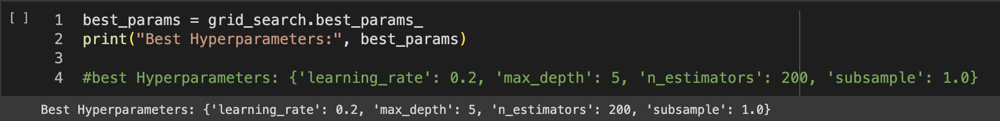 [ ] 1 best_params = grid_search.best_params_
2 print("Best Hyperparameters:", best_params)
3
4 #best Hyperparameters: {'learning_rate': 0.2, 'max_depth': 5, 'n_estimators': 200, 'subsample': 1.0}
Best Hyperparameters: {'learning_rate': 0.2, 'max_depth': 5, 'n_estimators': 200, 'subsample': 1.0}